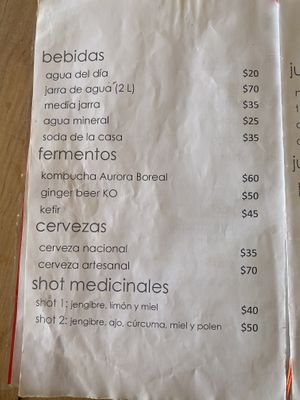 bebidas
agua del día $20
jarra de agua (2 L) $70
media jarra $35
agua mineral $25
soda de la casa $35
fermentos
kombucha Aurora Boreal $60
ginger beer KO $50
kefir $45
cervezas
cerveza nacional $35
cerveza artesanal $70
shot medicinales
shot 1: jengibre, limón y miel $40
shot 2: jengibre, ajo, cúrcuma, miel y polen $50